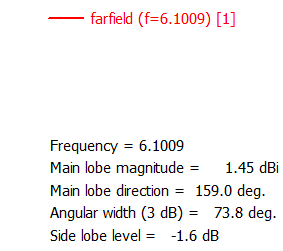 farfield (f=6.1009) [1]
Frequency = 6.1009
Main lobe magnitude = 1.45 dBi
Main lobe direction = 159.0 deg.
Angular width (3 dB) = 73.8 deg.
Side lobe level = -1.6 dB